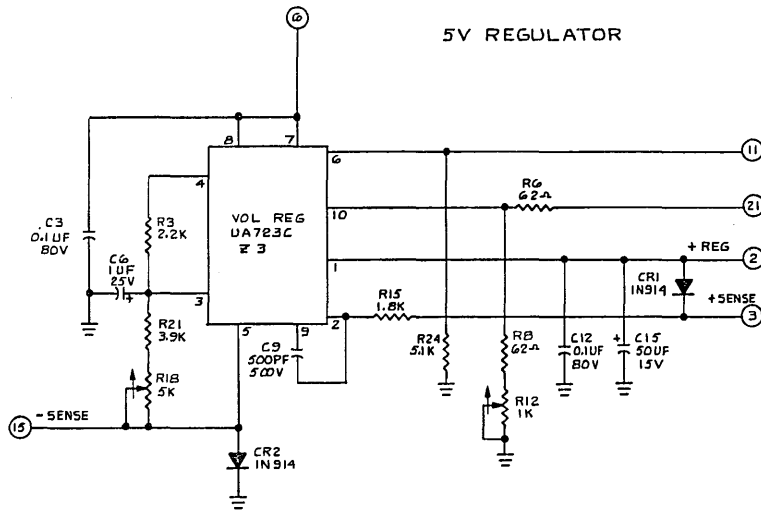 6
5V REGULATOR
8
7
6
11
4
R6
62Ω
21
10
C3
0.1UF
80V
R3
2.2K
VOL REG
UA723C
Z3
+ REG
1
2
C6
1UF
25V
+
CR1
1N914
R15
1.8K
+SENSE
3
5
9
2
3
R21
3.9K
C9
500PF
500V
R24
5.1K
R8
62Ω
C12
0.1UF
80V
+
C15
50UF
15V
R18
5K
R12
1K
15
- SENSE
CR2
1N914